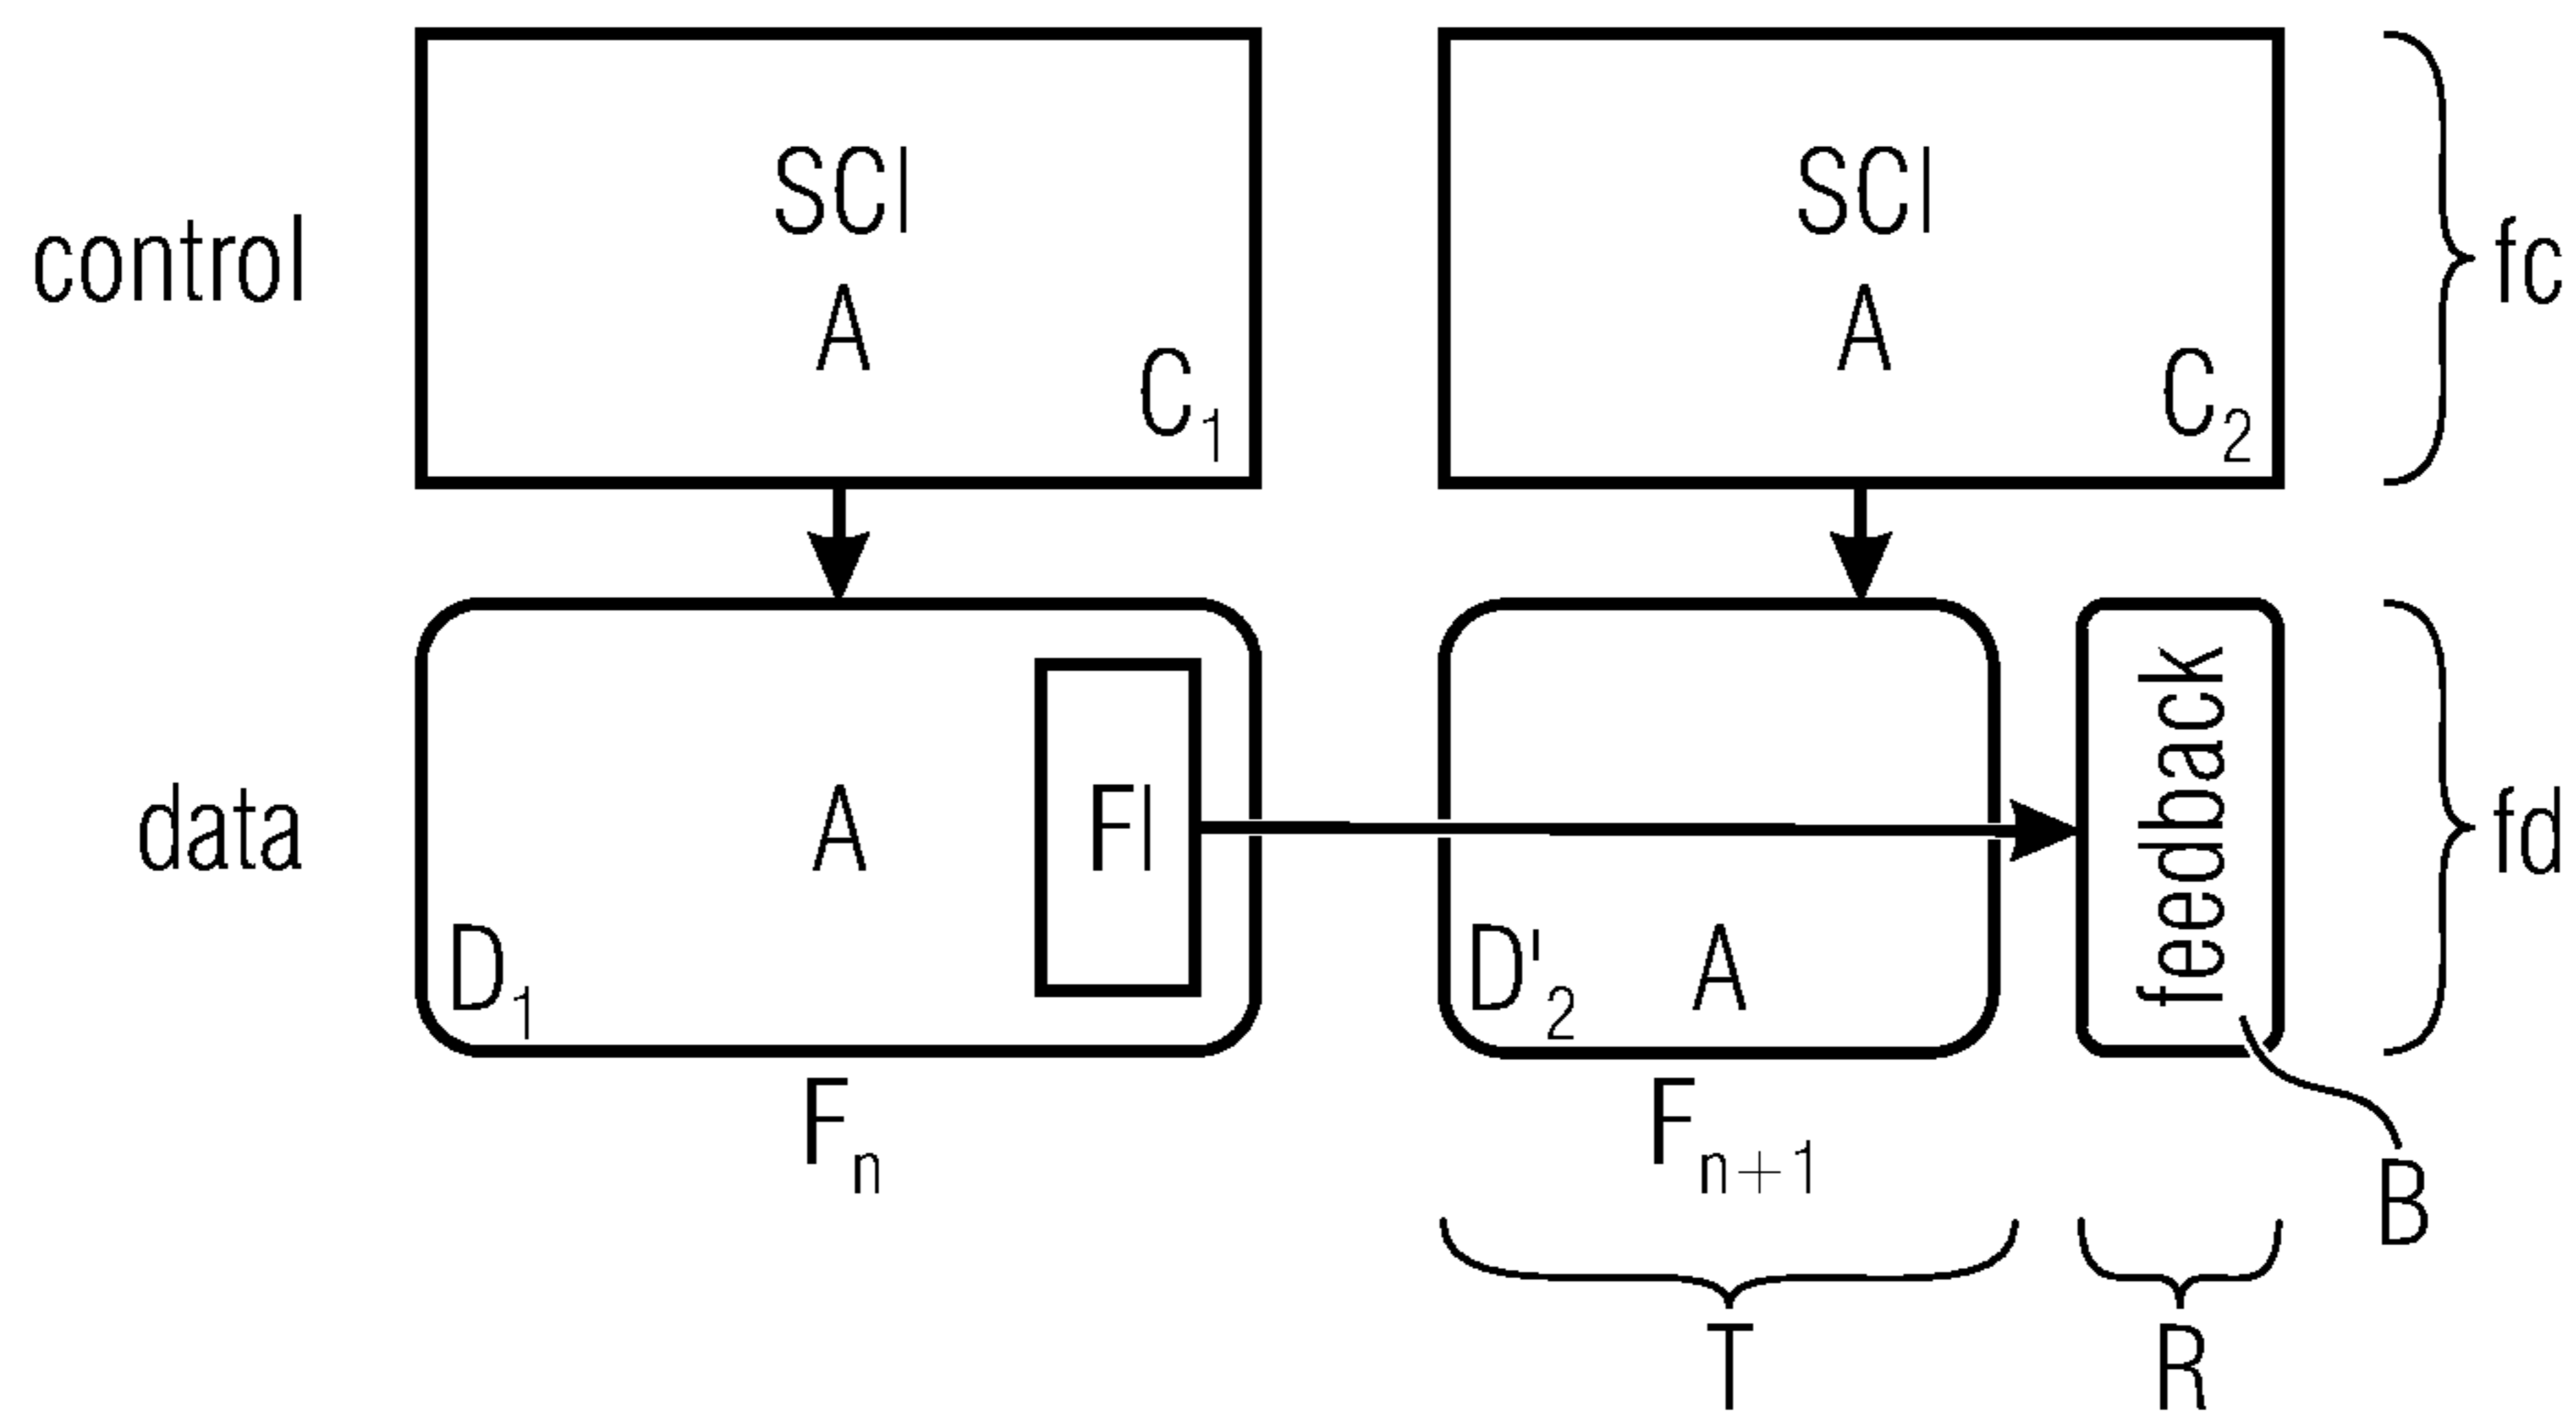 control
SCI
A
C1
SCI
A
C2
fc
data
A
FI
D1
D'2
A
feedback
fd
Fn
Fn+1
B
T
R